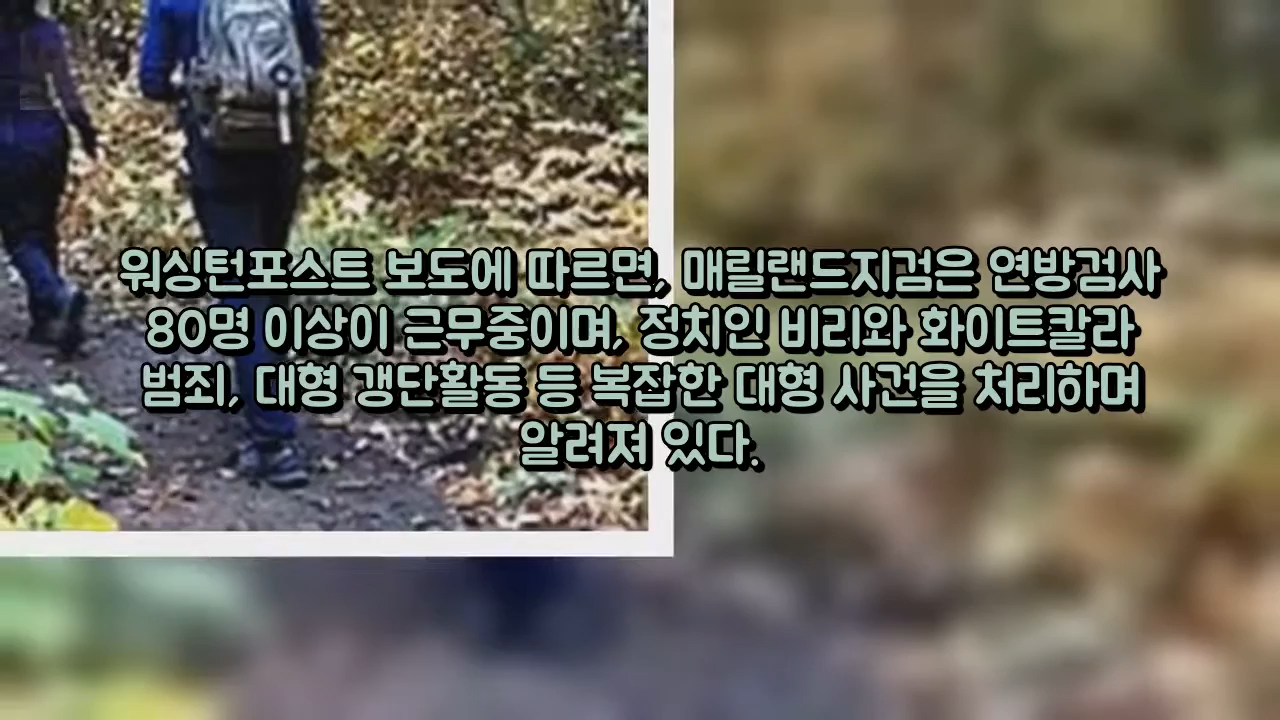 워싱턴포스트 보도에 따르면, 매릴랜드지검은 연방검사
80명 이상이 근무중이며, 정치인 비리와 화이트칼라
범죄, 대형 갱단활동 등 복잡한 대형 사건을 처리하며
알려져 있다.